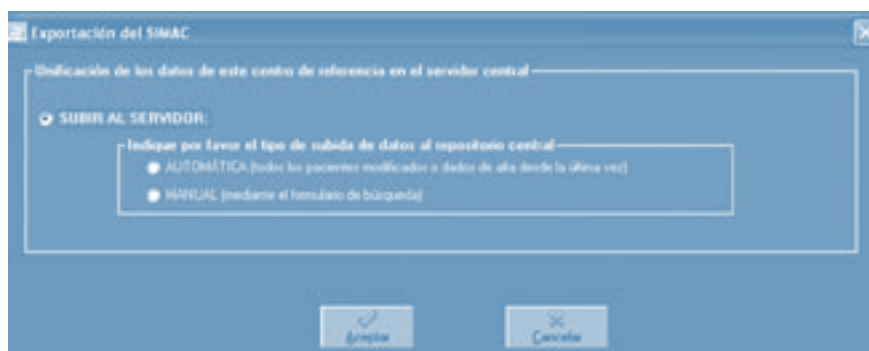 Exportación del SIMAC
Unificación de los datos de este centro de referencia en el servidor central
SUBIR AL SERVIDOR:
Indique por favor el tipo de subida de datos al repositorio central
AUTOMÁTICA (todos los pacientes modificados o dados de alta desde la última vez)
MANUAL (mediante el formulario de búsqueda)
Aceptar
Cancelar